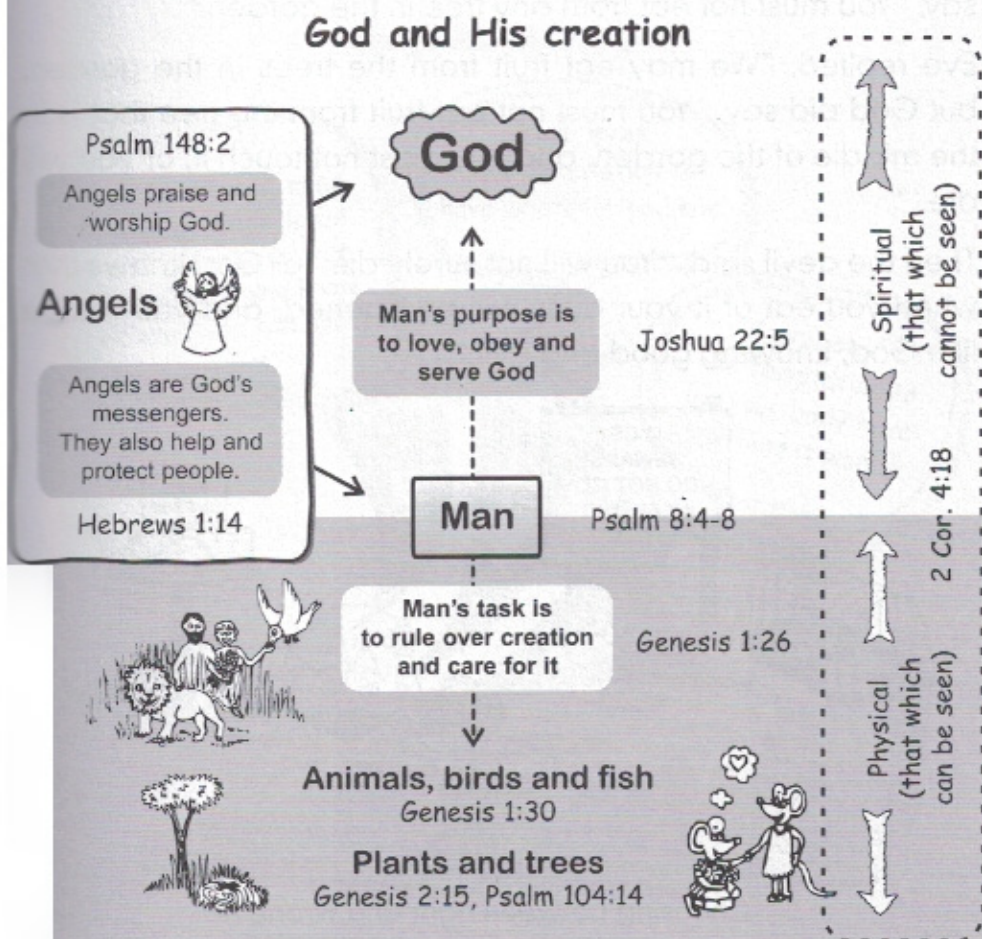 God and His creation
Psalm 148:2
Angels praise and
worship God.
Angels
Angels are God's
messengers.
They also help and
protect people.
Hebrews 1:14
God
Man's purpose is
to love, obey and
serve God
Joshua 22:5
Man
Psalm 8:4-8
Man's task is
to rule over creation
and care for it
Genesis 1:26
Animals, birds and fish
Genesis 1:30
Plants and trees
Genesis 2:15, Psalm 104:14
Spiritual
(that which
cannot be seen)
2 Cor. 4:18
Physical
(that which
can be seen)